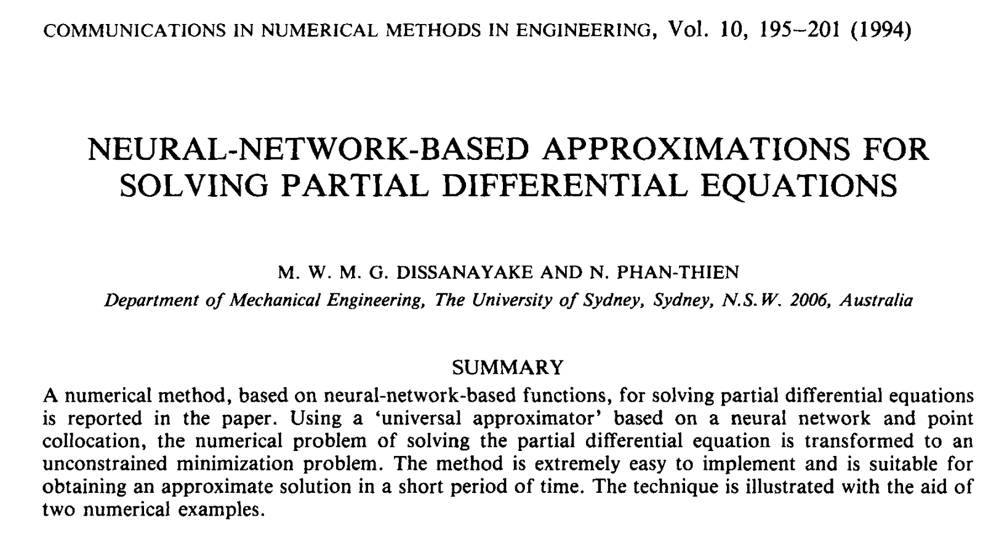 COMMUNICATIONS IN NUMERICAL METHODS IN ENGINEERING, Vol. 10, 195–201 (1994)
NEURAL-NETWORK-BASED APPROXIMATIONS FOR
SOLVING PARTIAL DIFFERENTIAL EQUATIONS
M. W. M. G. DISSANAYAKE AND N. PHAN-THIEN
Department of Mechanical Engineering, The University of Sydney, Sydney, N.S.W. 2006, Australia
SUMMARY
A numerical method, based on neural-network-based functions, for solving partial differential equations
is reported in the paper. Using a ‘universal approximator’ based on a neural network and point
collocation, the numerical problem of solving the partial differential equation is transformed to an
unconstrained minimization problem. The method is extremely easy to implement and is suitable for
obtaining an approximate solution in a short period of time. The technique is illustrated with the aid of
two numerical examples.